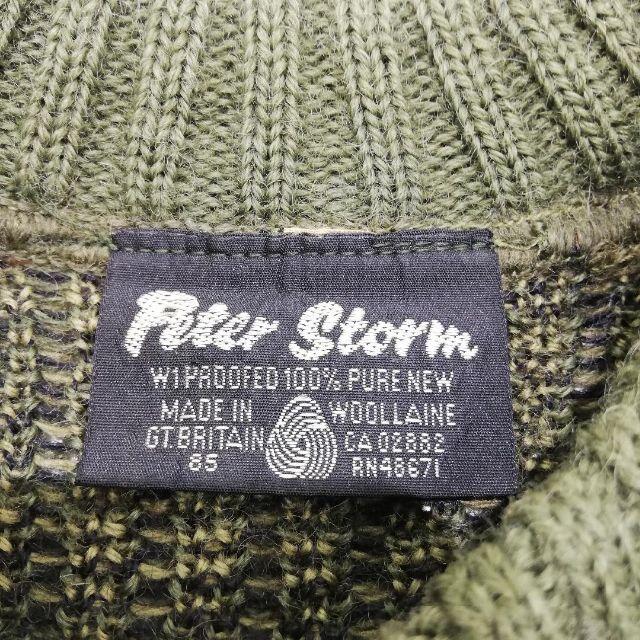 Peter Storm
W1 PROOFED 100% PURE NEW
MADE IN WOOLLAINE
GT. BRITAIN CA 02882
85 RN48671